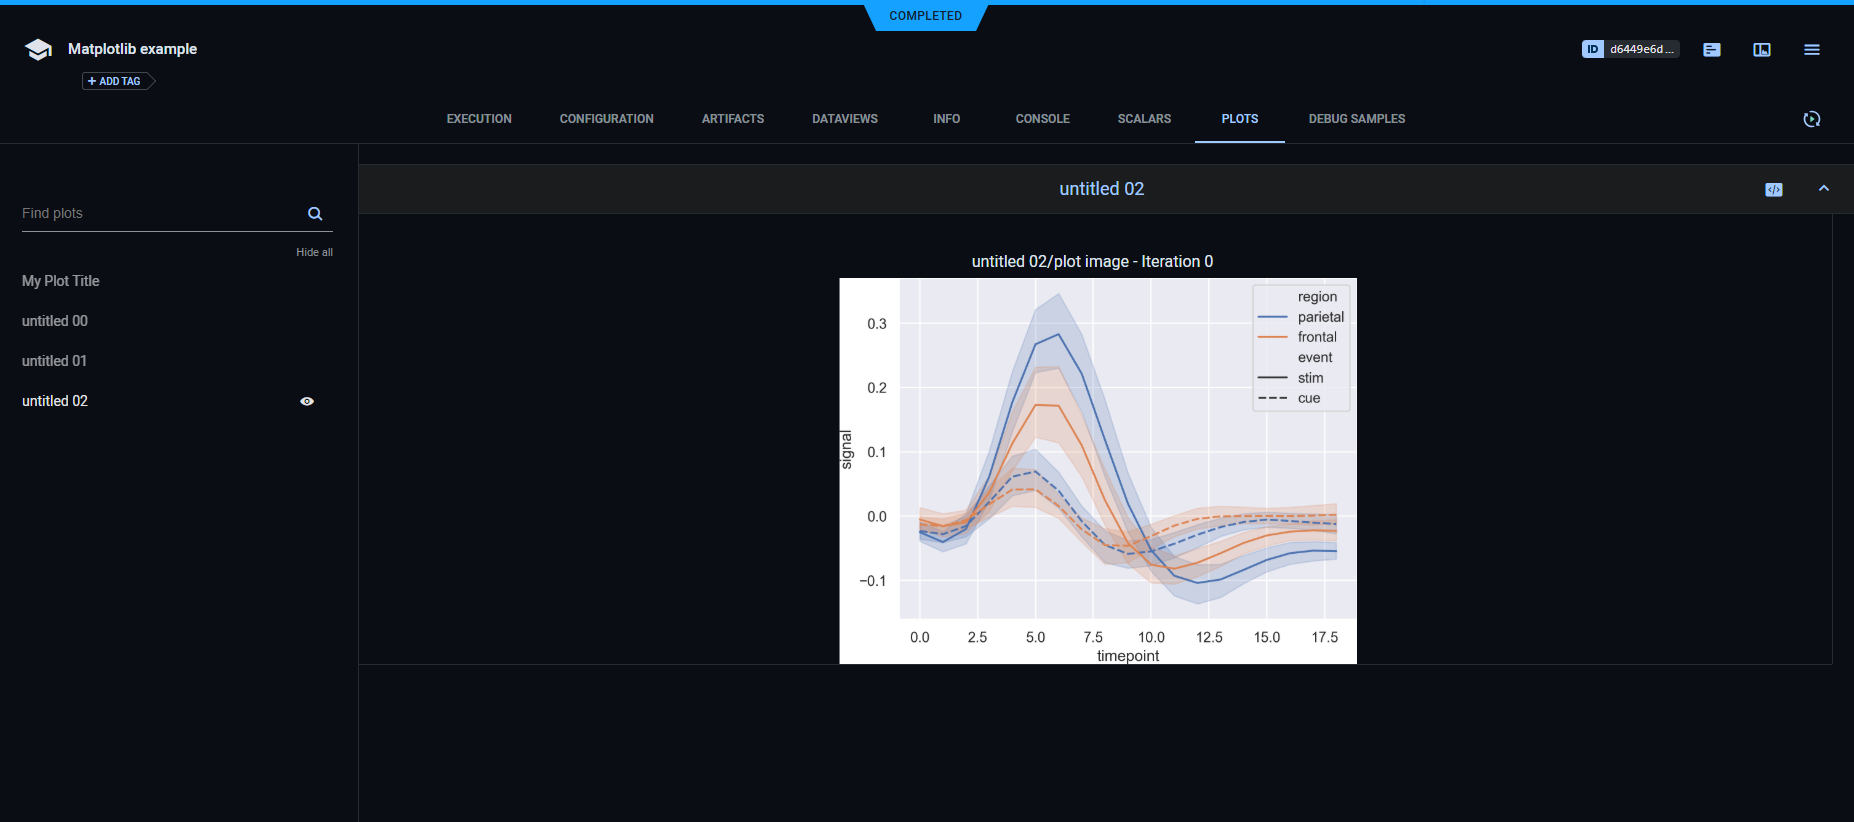 COMPLETED
Matplotlib example
+ ADD TAG
ID d6449e6d ...
EXECUTION CONFIGURATION ARTIFACTS DATAVIEWS INFO CONSOLE SCALARS PLOTS DEBUG SAMPLES
Find plots
Hide all
My Plot Title
untitled 00
untitled 01
untitled 02
untitled 02
untitled 02/plot image - Iteration 0
region
parietal
frontal
event
stim
cue
signal
0.3
0.2
0.1
0.0
−0.1
0.0 2.5 5.0 7.5 10.0 12.5 15.0 17.5
timepoint